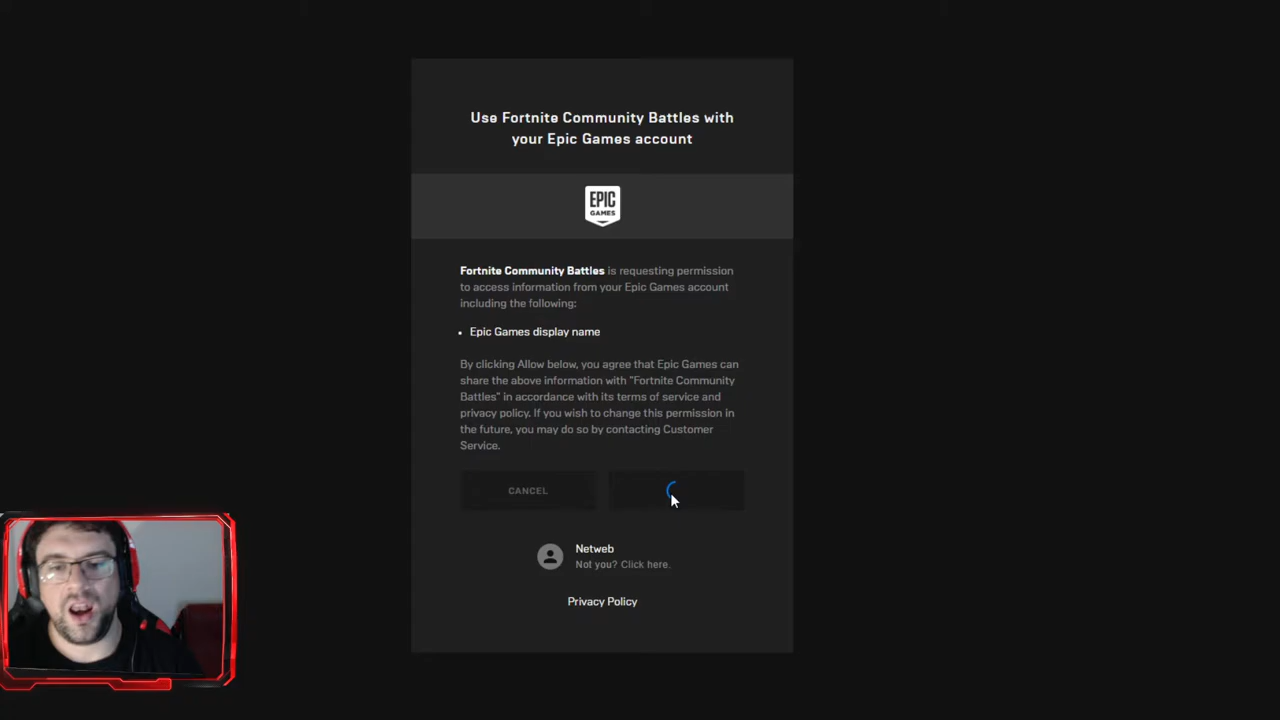 Use Fortnite Community Battles with
your Epic Games account
EPIC
GAMES
Fortnite Community Battles is requesting permission
to access information from your Epic Games account
including the following:
• Epic Games display name
By clicking Allow below, you agree that Epic Games can
share the above information with "Fortnite Community
Battles" in accordance with its terms of service and
privacy policy. If you wish to change this permission in
the future, you may do so by contacting Customer
Service.
CANCEL
Netweb
Not you? Click here.
Privacy Policy